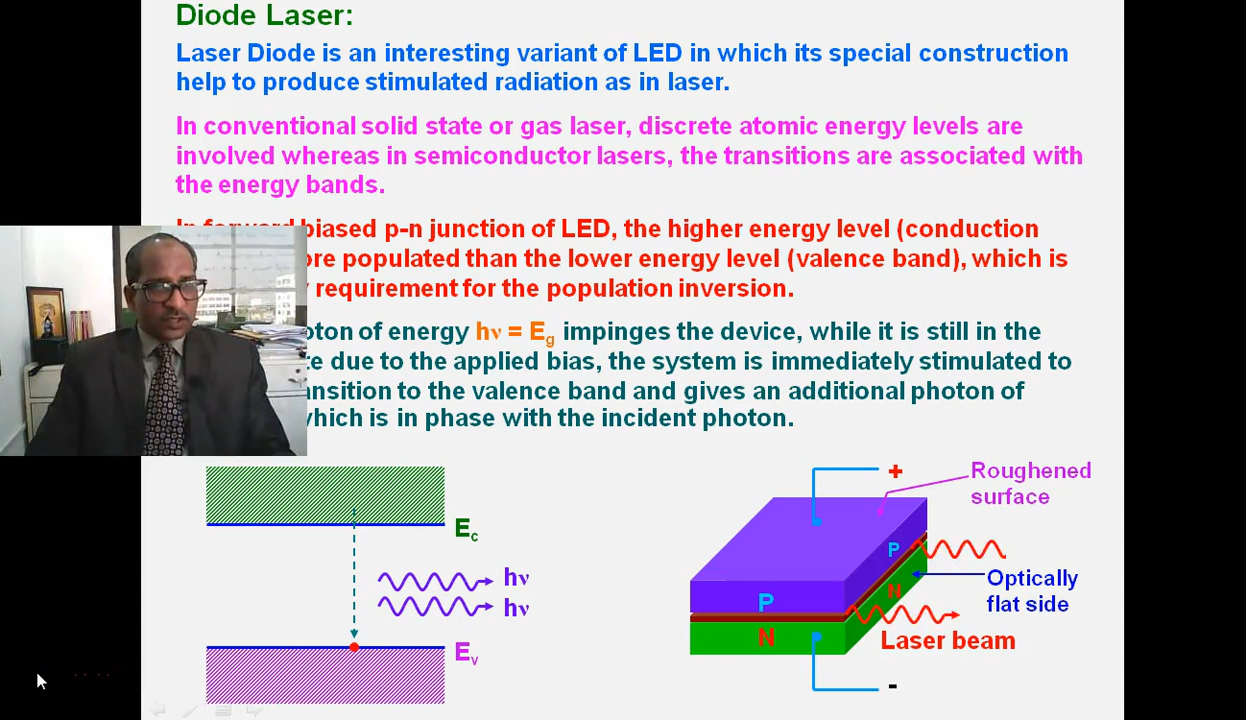 Diode Laser:
Laser Diode is an interesting variant of LED in which its special construction
help to produce stimulated radiation as in laser.
In conventional solid state or gas laser, discrete atomic energy levels are
involved whereas in semiconductor lasers, the transitions are associated with
the energy bands.
In forward biased p-n junction of LED, the higher energy level (conduction
populated than the lower energy level (valence band), which is
requirement for the population inversion.
of energy hν = Eg impinges the device, while it is still in the
due to the applied bias, the system is immediately stimulated to
to the valence band and gives an additional photon of
which is in phase with the incident photon.
Ec
hν
hν
Ev
+
Roughened
surface
P
P
N
N
Optically
flat side
Laser beam
-